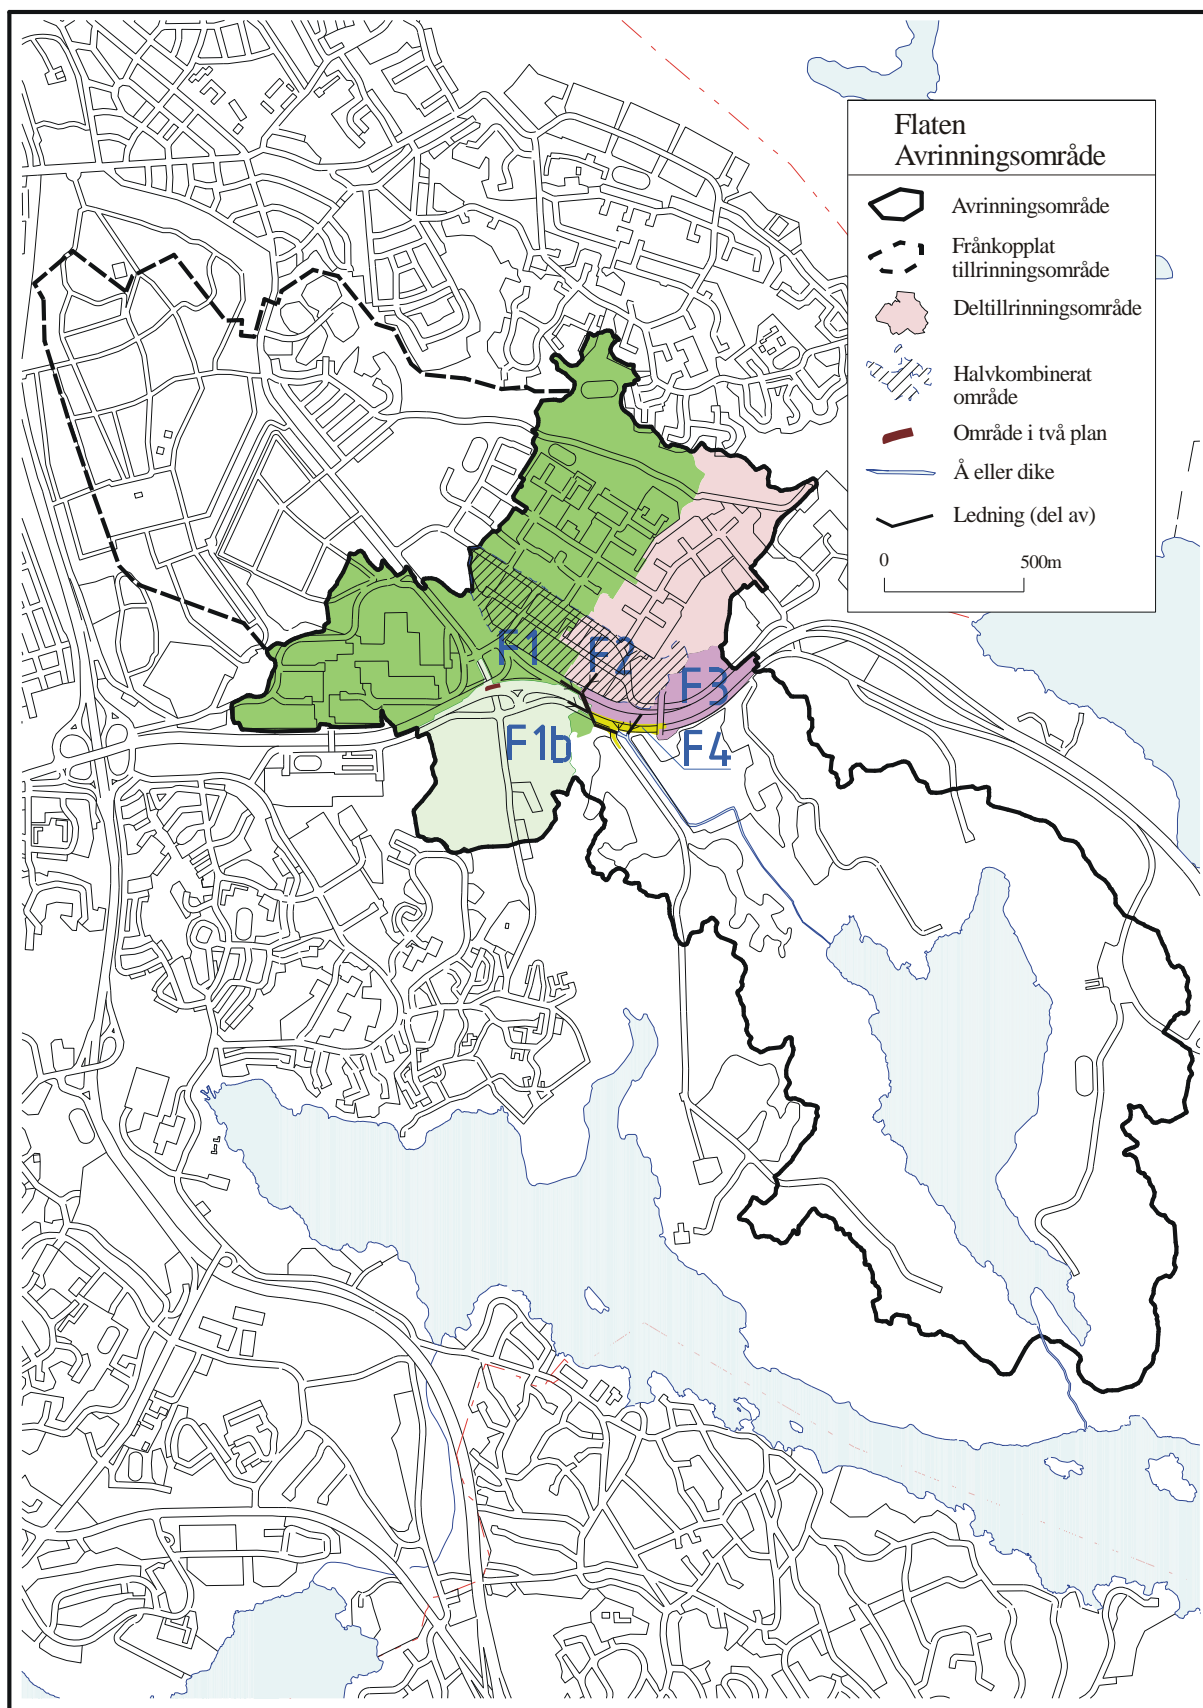 Flaten
Avrinningsområde
Avrinningsområde
Frånkopplat
tillrinningsområde
Deltillrinningsområde
Halvkombinerat
område
Område i två plan
Å eller dike
Ledning (del av)
0 500m
F1
F2
F3
F1b
F4